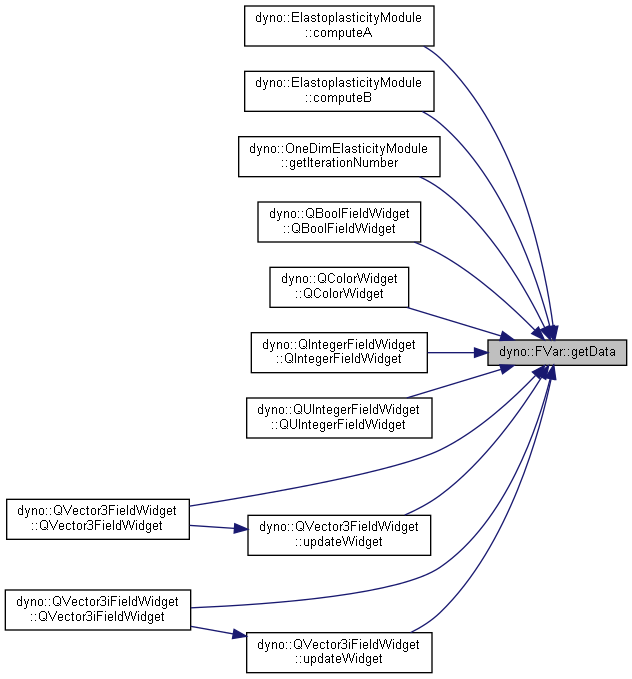 dyno::ElastoplasticityModule
::computeA
dyno::ElastoplasticityModule
::computeB
dyno::OneDimElasticityModule
::getIterationNumber
dyno::QBoolFieldWidget
::QBoolFieldWidget
dyno::QColorWidget
::QColorWidget
dyno::QIntegerFieldWidget
::QIntegerFieldWidget
dyno::FVar::getData
dyno::QUIntegerFieldWidget
::QUIntegerFieldWidget
dyno::QVector3FieldWidget
::QVector3FieldWidget
dyno::QVector3FieldWidget
::updateWidget
dyno::QVector3iFieldWidget
::QVector3iFieldWidget
dyno::QVector3iFieldWidget
::updateWidget